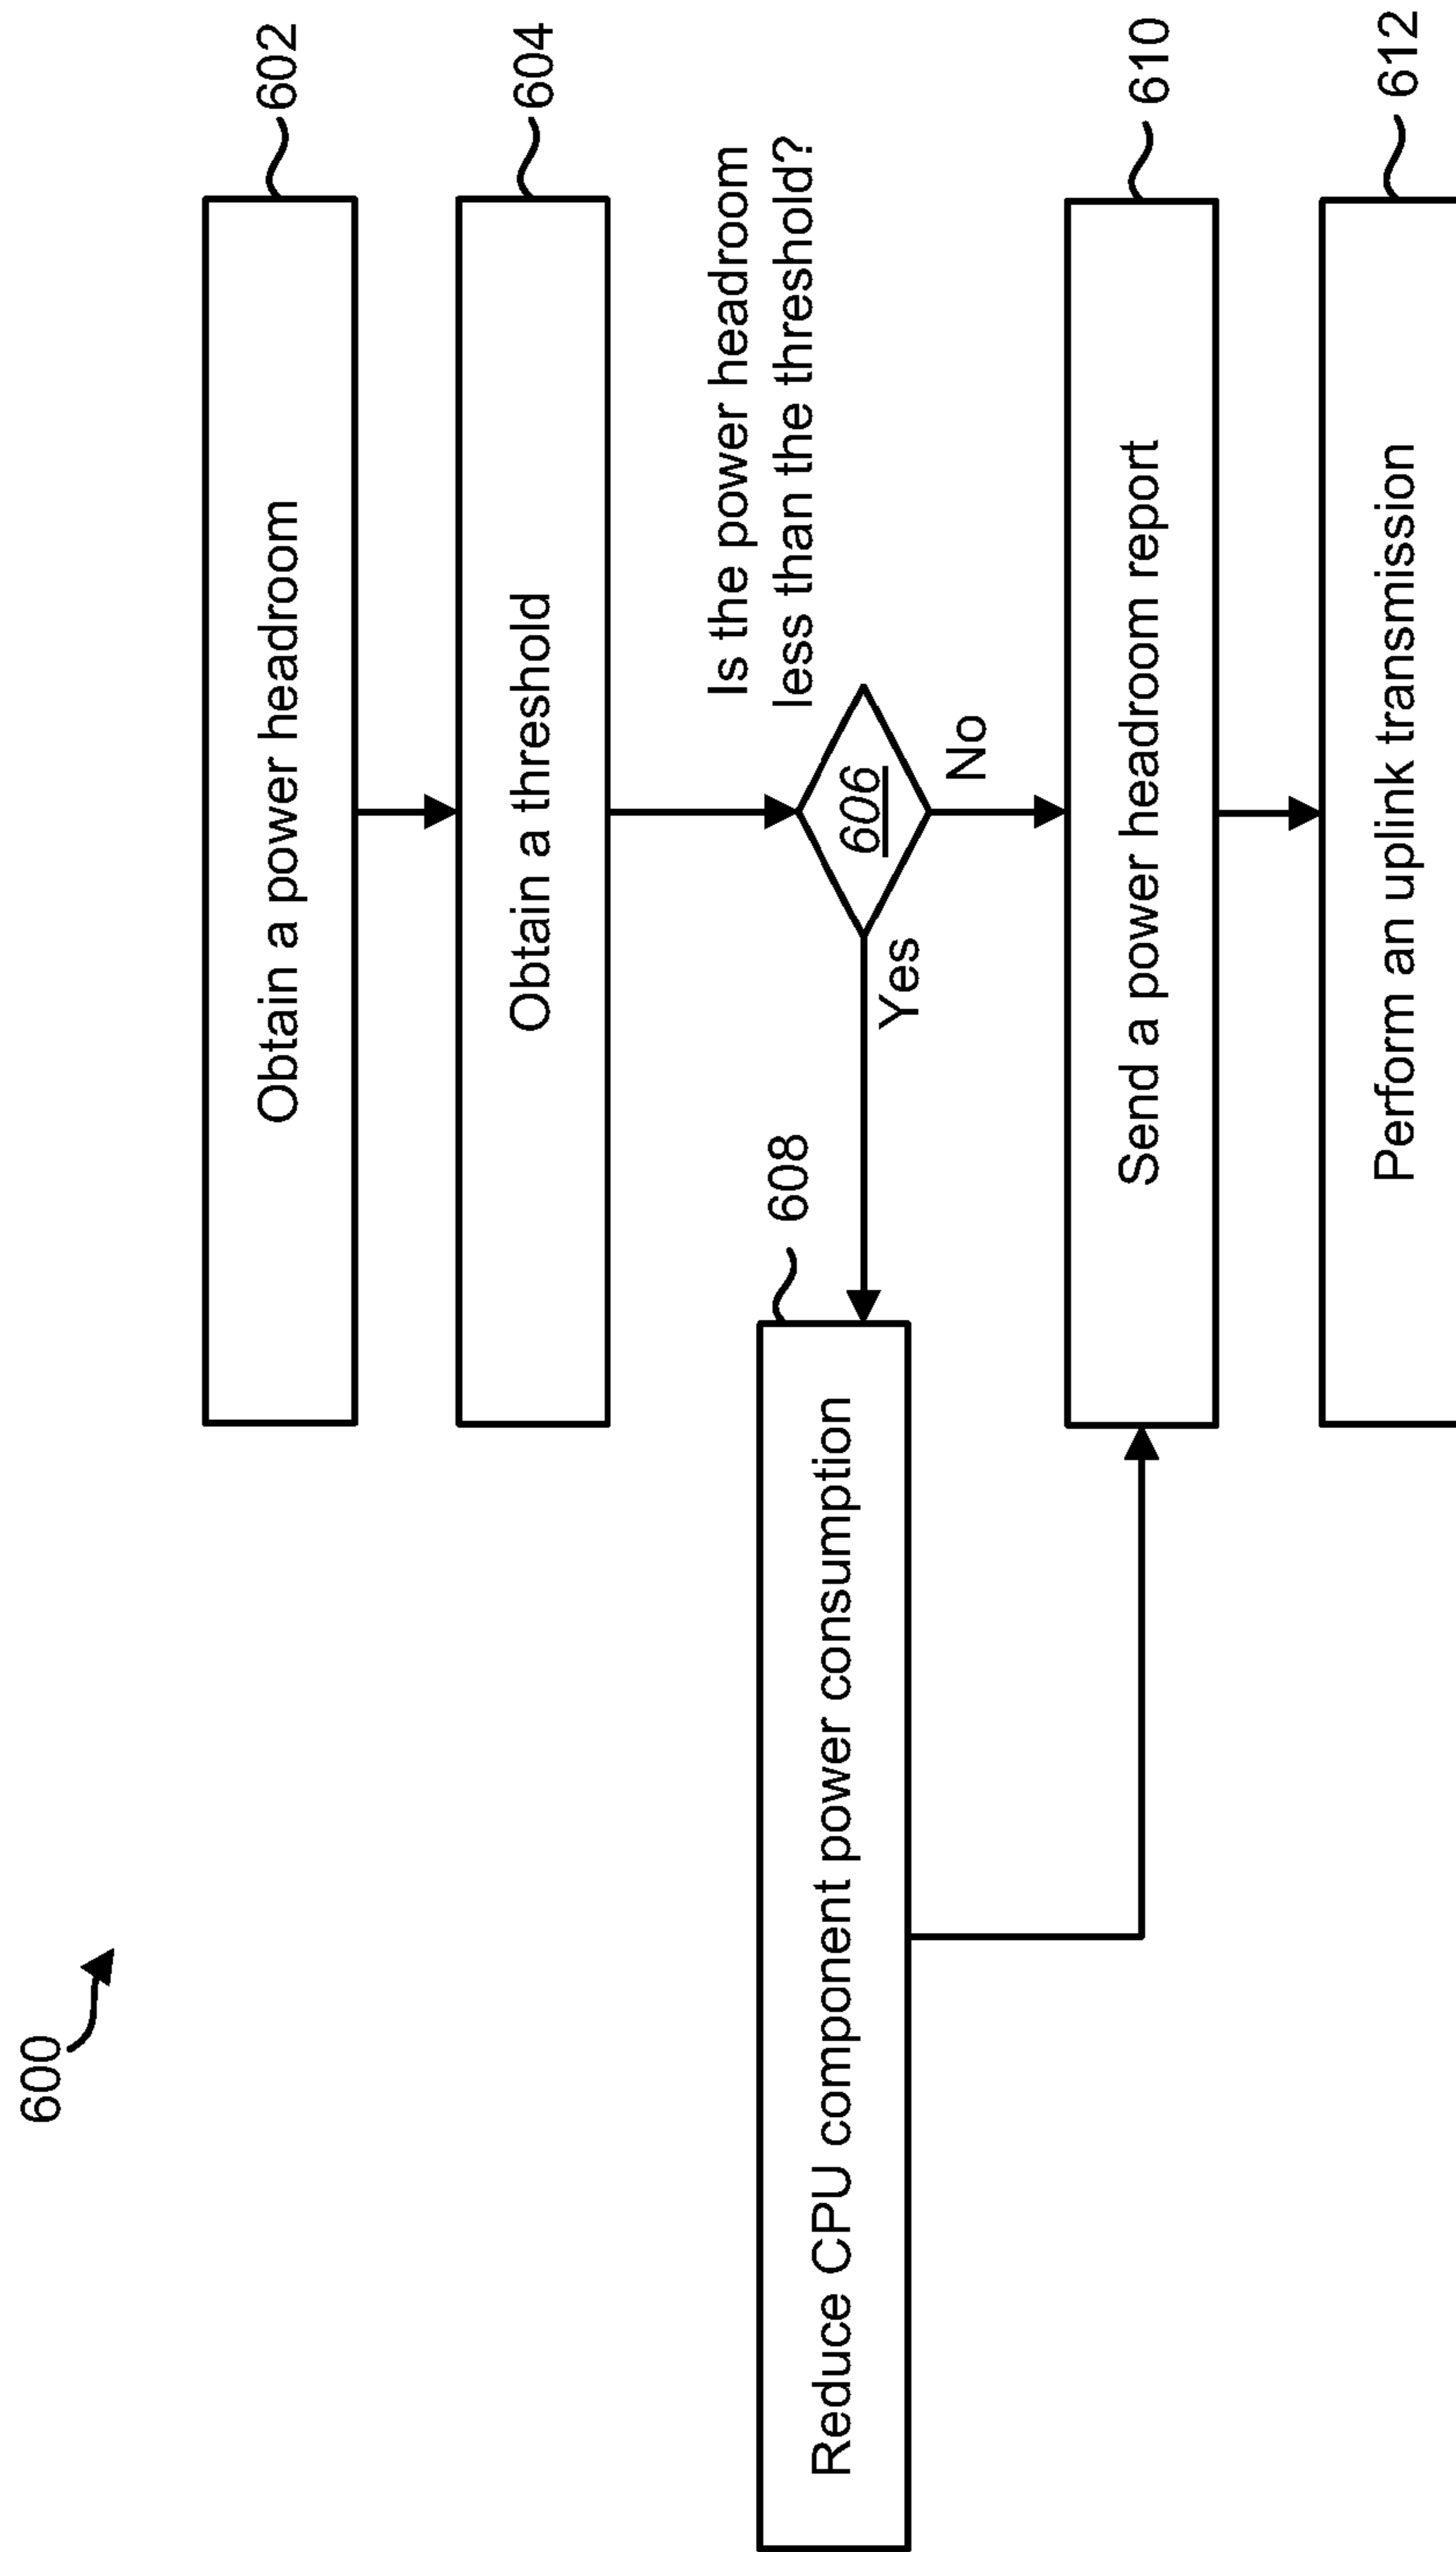 600
Obtain a power headroom
602
Obtain a threshold
604
Is the power headroom
less than the threshold?
606
Yes
No
608
Reduce CPU component power consumption
Send a power headroom report
610
Perform an uplink transmission
612